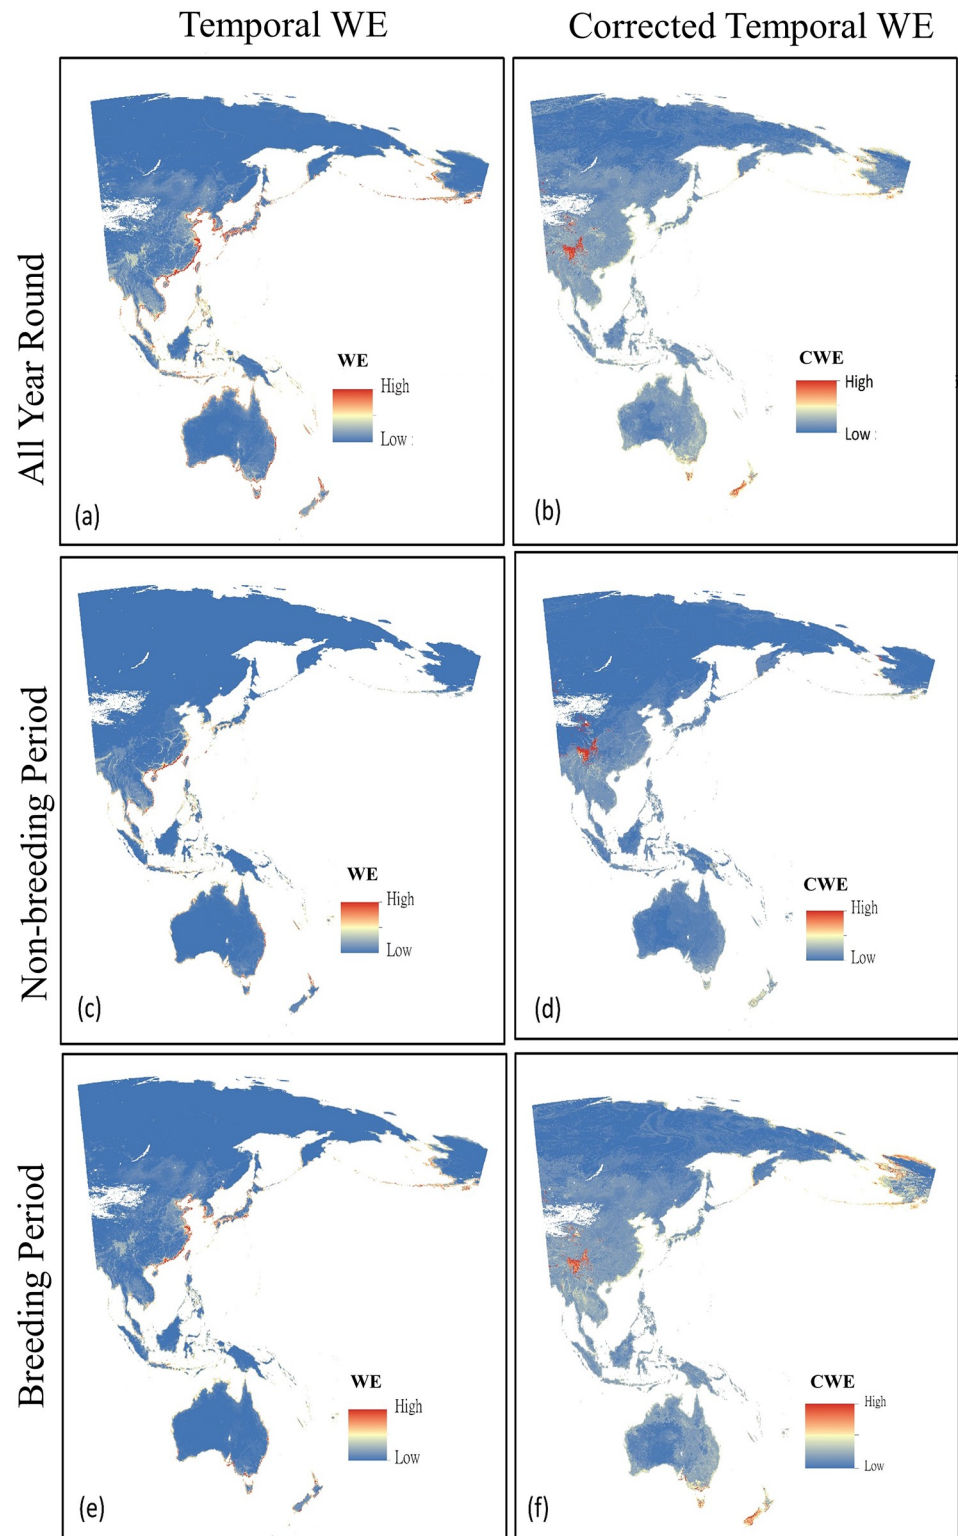 Temporal WE
Corrected Temporal WE
All Year Round
WE
High
Low
(a)
CWE
High
Low
(b)
Non-breeding Period
WE
High
Low
(c)
CWE
High
Low
(d)
Breeding Period
WE
High
Low
(e)
CWE
High
Low
(f)